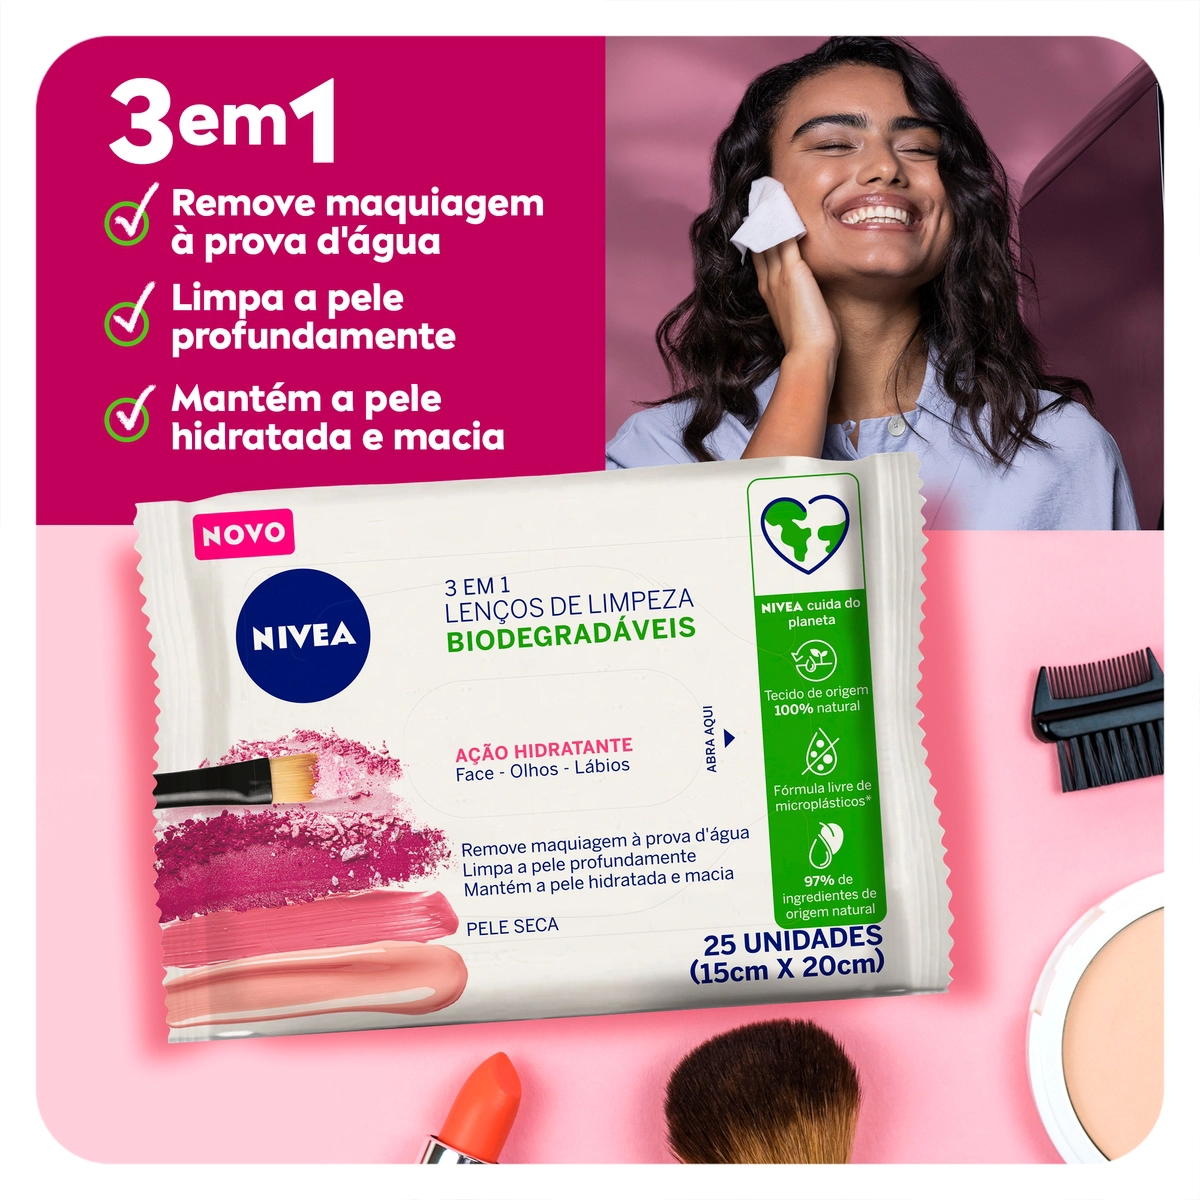 3em1
Remove maquiagem
à prova d'água
Limpa a pele
profundamente
Mantém a pele
hidratada e macia
NOVO
NIVEA
3 EM 1
LENÇOS DE LIMPEZA
BIODEGRADÁVEIS
AÇÃO HIDRATANTE
Face - Olhos - Lábios
ABRA AQUI
Remove maquiagem à prova d'água
Limpa a pele profundamente
Mantém a pele hidratada e macia
PELE SECA
NIVEA cuida do
planeta
Tecido de origem
100% natural
Fórmula livre de
microplásticos*
97% de
ingredientes de
origem natural
25 UNIDADES
(15cm X 20cm)